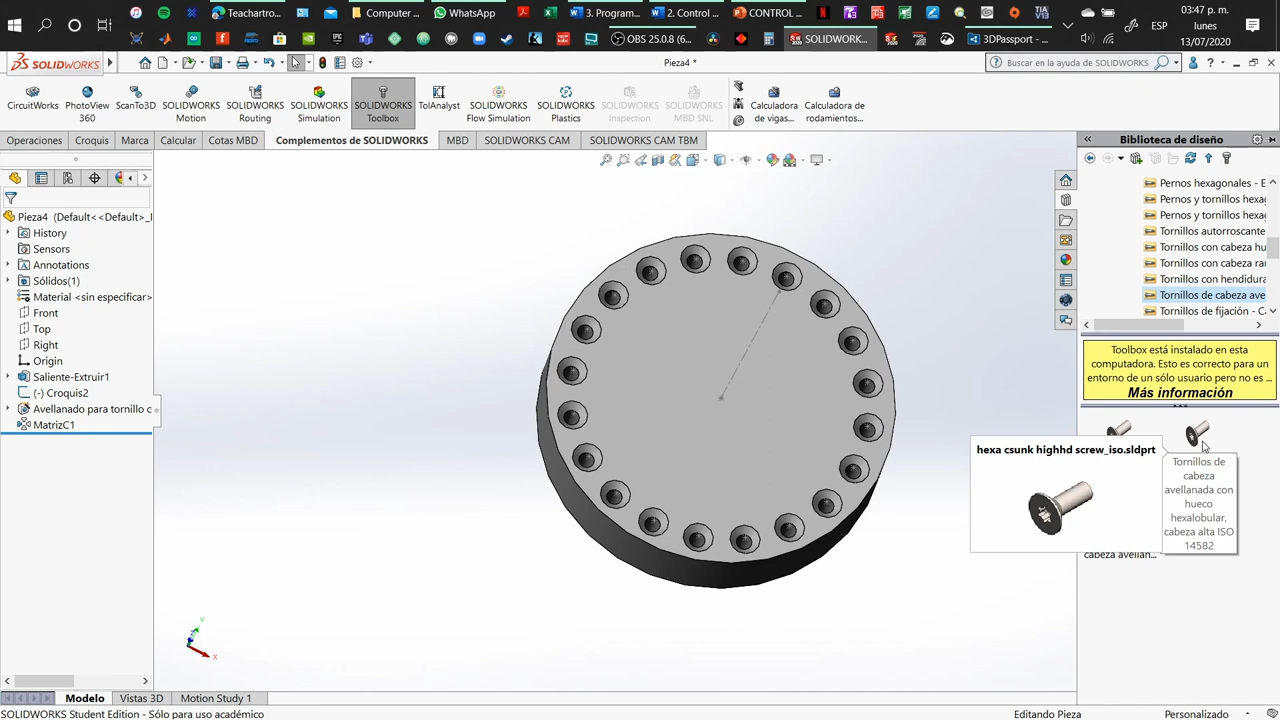 Teachartro...
Computer ...
WhatsApp
3. Program...
2. Control ...
CONTROL ...
TIA
V13
ESP
03:47 p. m.
lunes
13/07/2020
OBS 25.0.8 (6...
SOLIDWORK...
3DPassport - ...
SOLIDWORKS
Pieza4 *
Buscar en la ayuda de SOLIDWORKS
CircuitWorks
PhotoView 360
ScanTo3D
SOLIDWORKS Motion
SOLIDWORKS Routing
SOLIDWORKS Simulation
SOLIDWORKS Toolbox
TolAnalyst
SOLIDWORKS Flow Simulation
SOLIDWORKS Plastics
SOLIDWORKS Inspection
SOLIDWORKS MBD SNL
Calculadora de vigas...
Calculadora de rodamientos...
Operaciones
Croquis
Marca
Calcular
Cotas MBD
Complementos de SOLIDWORKS
MBD
SOLIDWORKS CAM
SOLIDWORKS CAM TBM
Biblioteca de diseño
Pieza4 (Default<<Default>_
History
Sensors
Annotations
Sólidos(1)
Material <sin especificar>
Front
Top
Right
Origin
Saliente-Extruir1
(-) Croquis2
Avellanado para tornillo c
MatrizC1
Pernos hexagonales - E
Pernos y tornillos hexa
Pernos y tornillos hexa
Tornillos autorroscante
Tornillos con cabeza hu
Tornillos con cabeza ran
Tornillos con hendidura
Tornillos de cabeza ave
Tornillos de fijación - C
Toolbox está instalado en esta
computadora. Esto es correcto para un
entorno de un sólo usuario pero no es ...
Más información
hexa csunk highhd screw_iso.sldprt
Tornillos de
cabeza
avellanada con
hueco
hexalobular,
cabeza alta ISO
14582
cabeza avellan...
Y
X
Modelo
Vistas 3D
Motion Study 1
SOLIDWORKS Student Edition - Sólo para uso académico
Editando Pieza
Personalizado